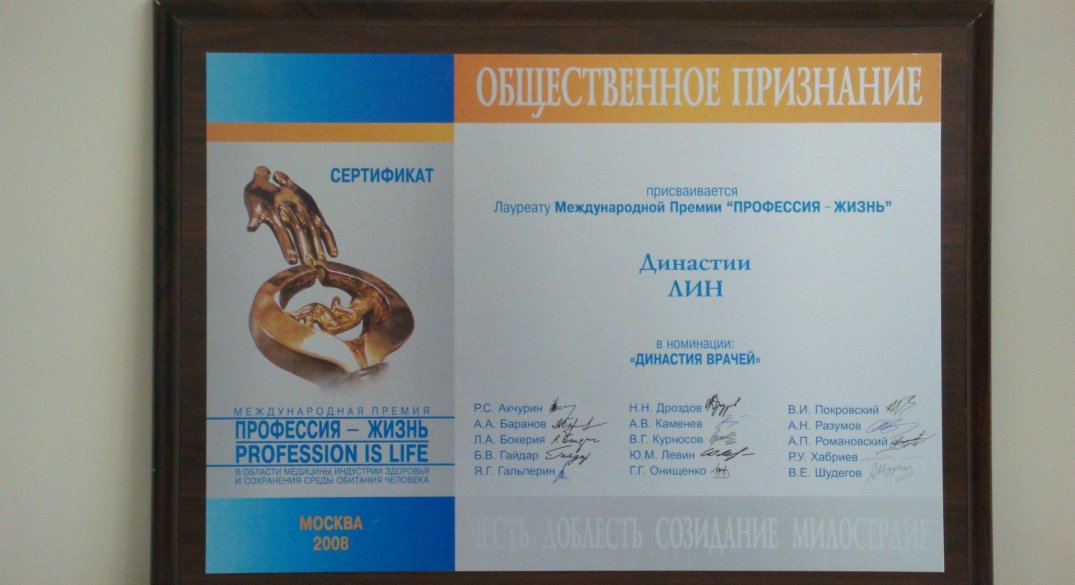 ОБЩЕСТВЕННОЕ ПРИЗНАНИЕ
СЕРТИФИКАТ
присваивается
Лауреату Международной Премии “ПРОФЕССИЯ – ЖИЗНЬ”
Династии
ЛИН
в номинации:
«ДИНАСТИЯ ВРАЧЕЙ»
Р.С. Акчурин
А.А. Баранов
Л.А. Бокерия
Б.В. Гайдар
Я.Г. Гальперин
Н.Н. Дроздов
А.В. Каменев
В.Г. Курносов
Ю.М. Левин
Г.Г. Онищенко
В.И. Покровский
А.Н. Разумов
А.П. Романовский
Р.У. Хабриев
В.Е. Шудегов
МЕЖДУНАРОДНАЯ ПРЕМИЯ
ПРОФЕССИЯ – ЖИЗНЬ
PROFESSION IS LIFE
В ОБЛАСТИ МЕДИЦИНЫ, ИНДУСТРИИ ЗДОРОВЬЯ
И СОХРАНЕНИЯ СРЕДЫ ОБИТАНИЯ ЧЕЛОВЕКА
МОСКВА
2008
ЧЕСТЬ ДОБЛЕСТЬ СОЗИДАНИЕ МИЛОСЕРДИЕ